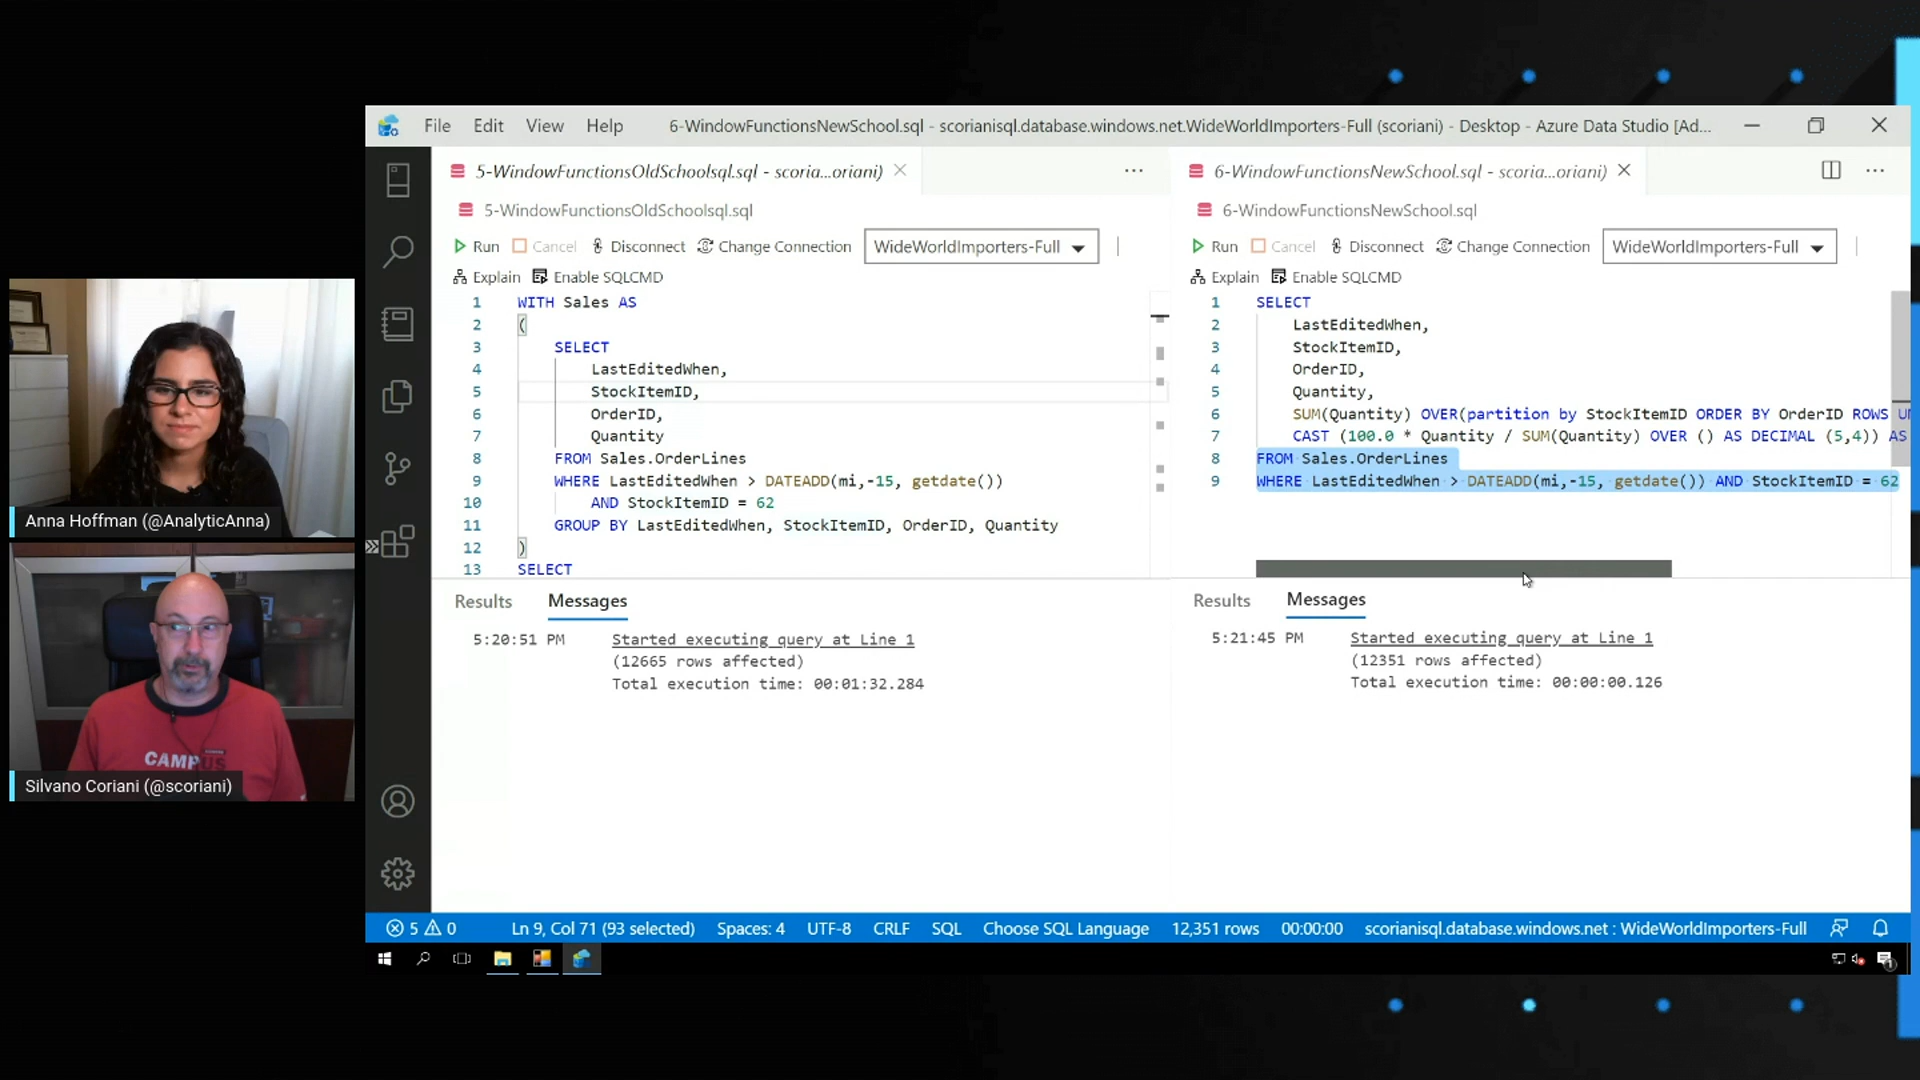 File Edit View Help 6-WindowFunctionsNewSchool.sql - scorianisql.database.windows.net.WideWorldImporters-Full (scoriani) - Desktop - Azure Data Studio [Ad...
5-WindowFunctionsOldSchoolsql.sql - scoria...oriani)
5-WindowFunctionsOldSchoolsql.sql
Run Cancel Disconnect Change Connection WideWorldImporters-Full
Explain Enable SQLCMD
1 WITH Sales AS
2 (
3 SELECT
4 LastEditedWhen,
5 StockItemID,
6 OrderID,
7 Quantity
8 FROM Sales.OrderLines
9 WHERE LastEditedWhen > DATEADD(mi,-15, getdate())
10 AND StockItemID = 62
11 GROUP BY LastEditedWhen, StockItemID, OrderID, Quantity
12 )
13 SELECT
Results Messages
5:20:51 PM Started executing query at Line 1
(12665 rows affected)
Total execution time: 00:01:32.284
6-WindowFunctionsNewSchool.sql - scoria...oriani)
6-WindowFunctionsNewSchool.sql
Run Cancel Disconnect Change Connection WideWorldImporters-Full
Explain Enable SQLCMD
1 SELECT
2 LastEditedWhen,
3 StockItemID,
4 OrderID,
5 Quantity,
6 SUM(Quantity) OVER(partition by StockItemID ORDER BY OrderID ROWS
7 CAST (100.0 * Quantity / SUM(Quantity) OVER () AS DECIMAL (5,4)) AS
8 FROM Sales.OrderLines
9 WHERE LastEditedWhen > DATEADD(mi,-15, getdate()) AND StockItemID = 62
Results Messages
5:21:45 PM Started executing query at Line 1
(12351 rows affected)
Total execution time: 00:00:00.126
Anna Hoffman (@AnalyticAnna)
CAMPUS
Silvano Coriani (@scoriani)
5 0 Ln 9, Col 71 (93 selected) Spaces: 4 UTF-8 CRLF SQL Choose SQL Language 12,351 rows 00:00:00 scorianisql.database.windows.net : WideWorldImporters-Full
1